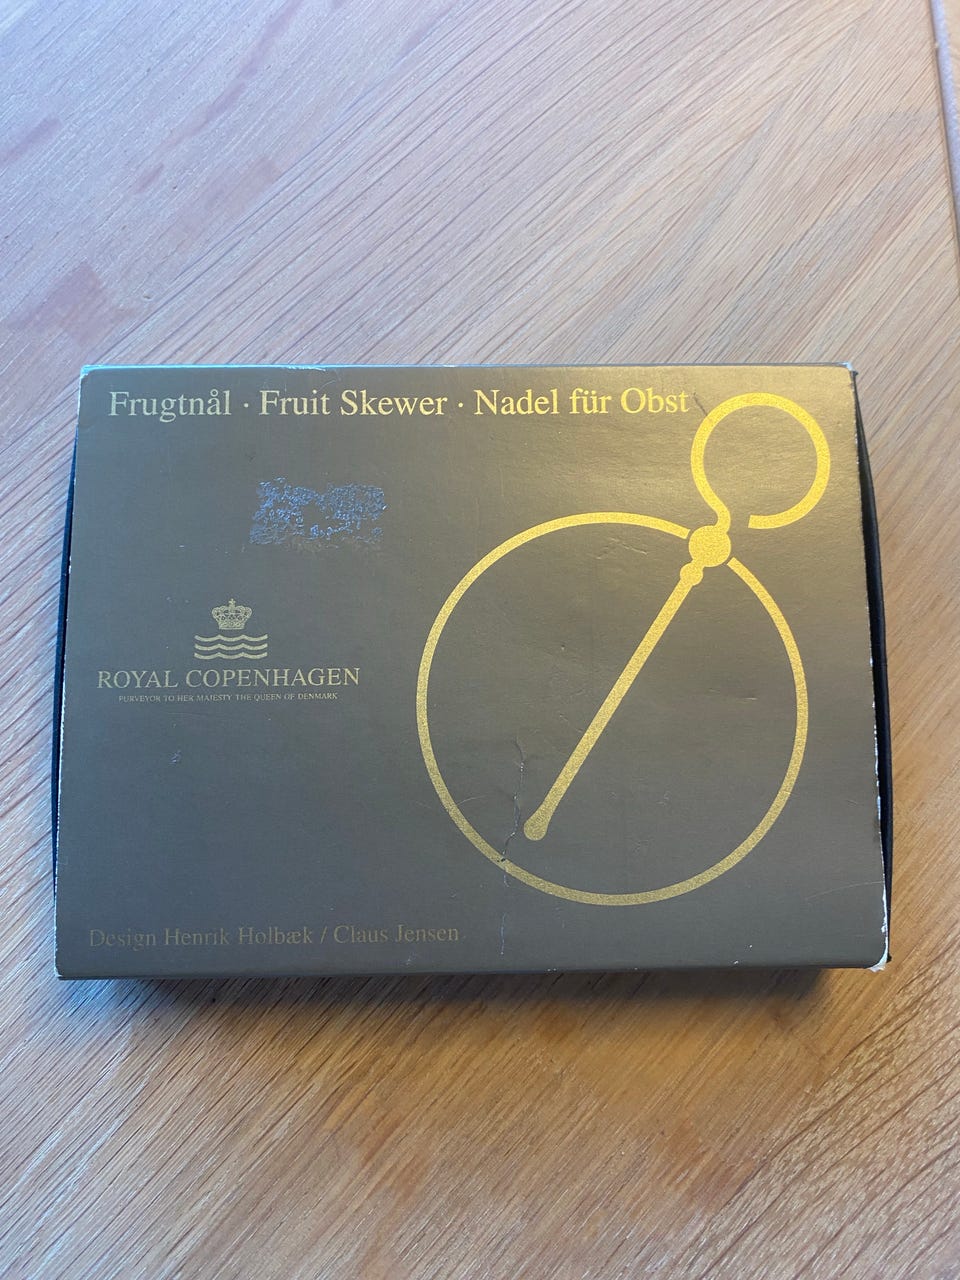 Frugtnål · Fruit Skewer · Nadel für Obst
ROYAL COPENHAGEN
PURVEYOR TO HER MAJESTY THE QUEEN OF DENMARK
Design Henrik Holbæk / Claus Jensen